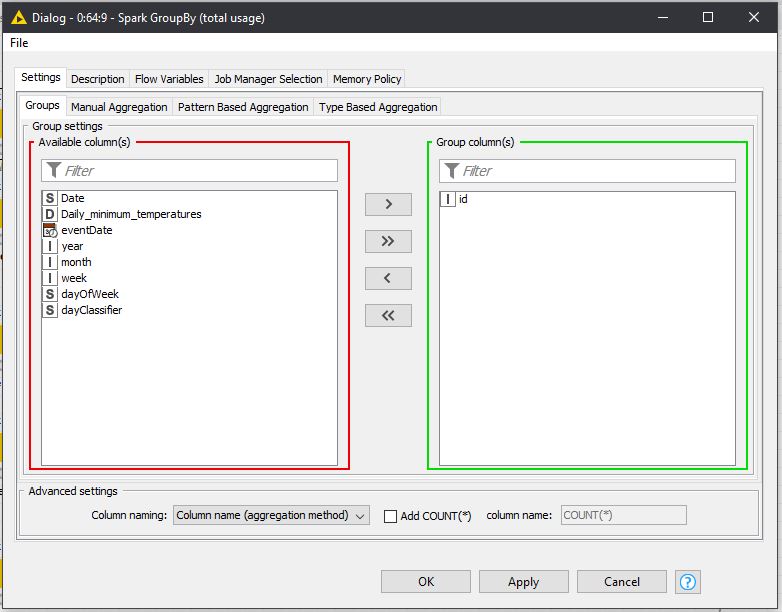 Dialog - 0:64:9 - Spark GroupBy (total usage)
File
Settings Description Flow Variables Job Manager Selection Memory Policy
Groups Manual Aggregation Pattern Based Aggregation Type Based Aggregation
Group settings
Available column(s)
Filter
S Date
D Daily_minimum_temperatures
eventDate
I year
I month
I week
S dayOfWeek
S dayClassifier
>
>>
<
<<
Group column(s)
Filter
I id
Advanced settings
Column naming: Column name (aggregation method) Add COUNT(*) column name: COUNT(*)
OK Apply Cancel ?